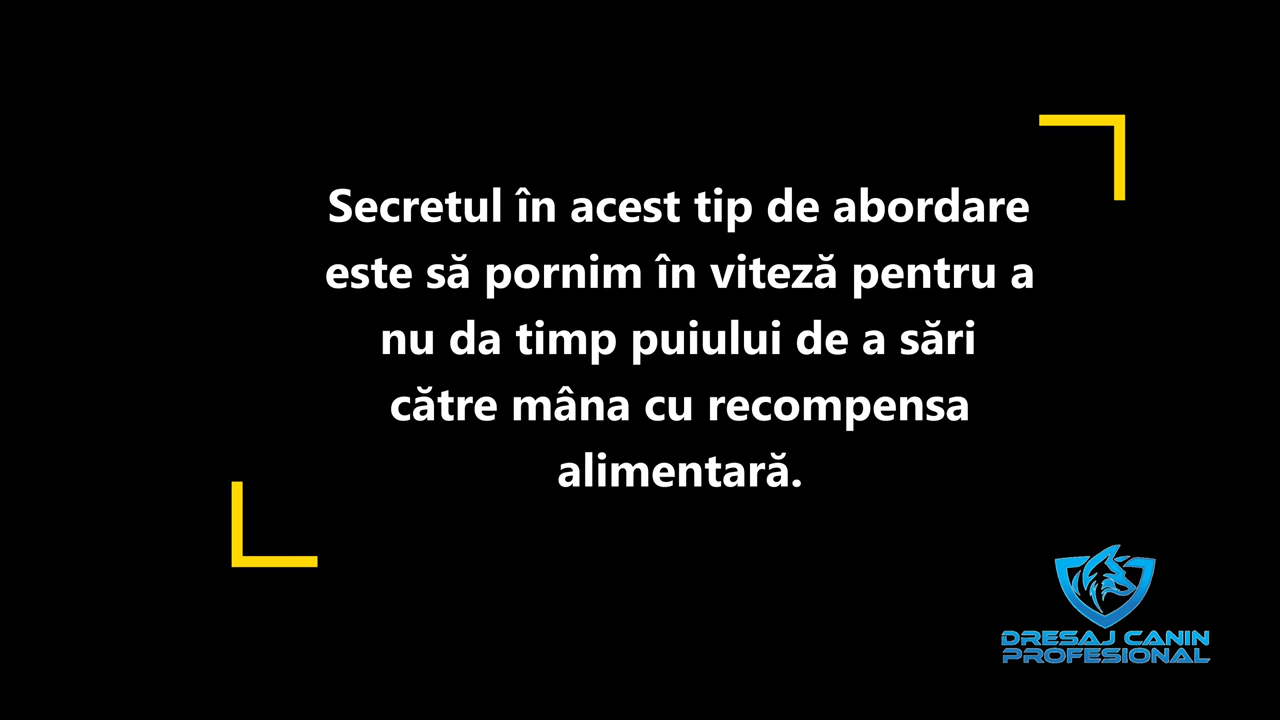 Secretul în acest tip de abordare
este să pornim în viteză pentru a
nu da timp puiului de a sări
către mâna cu recompensa
alimentară.
DRESAJ CANIN
PROFESIONAL